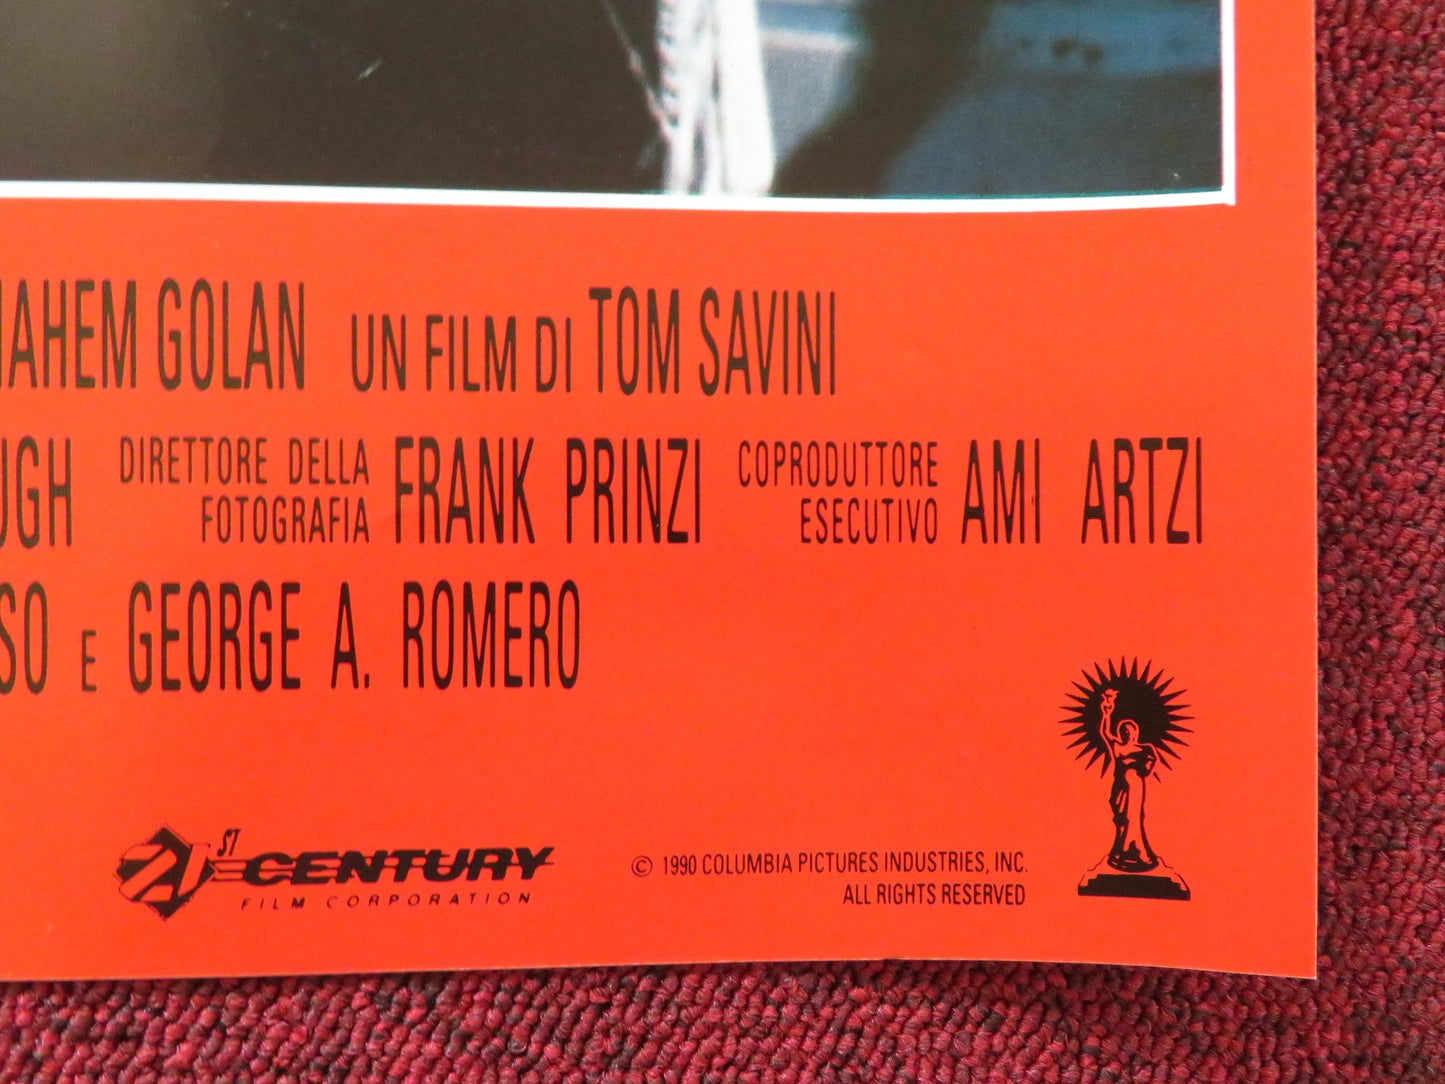 AHEM GOLAN UN FILM DI TOM SAVINI
UGH DIRETTORE DELLA FOTOGRAFIA FRANK PRINZI COPRODUTTORE ESECUTIVO AMI ARTZI
SO E GEORGE A. ROMERO
21ST CENTURY
FILM CORPORATION
© 1990 COLUMBIA PICTURES INDUSTRIES, INC.
ALL RIGHTS RESERVED